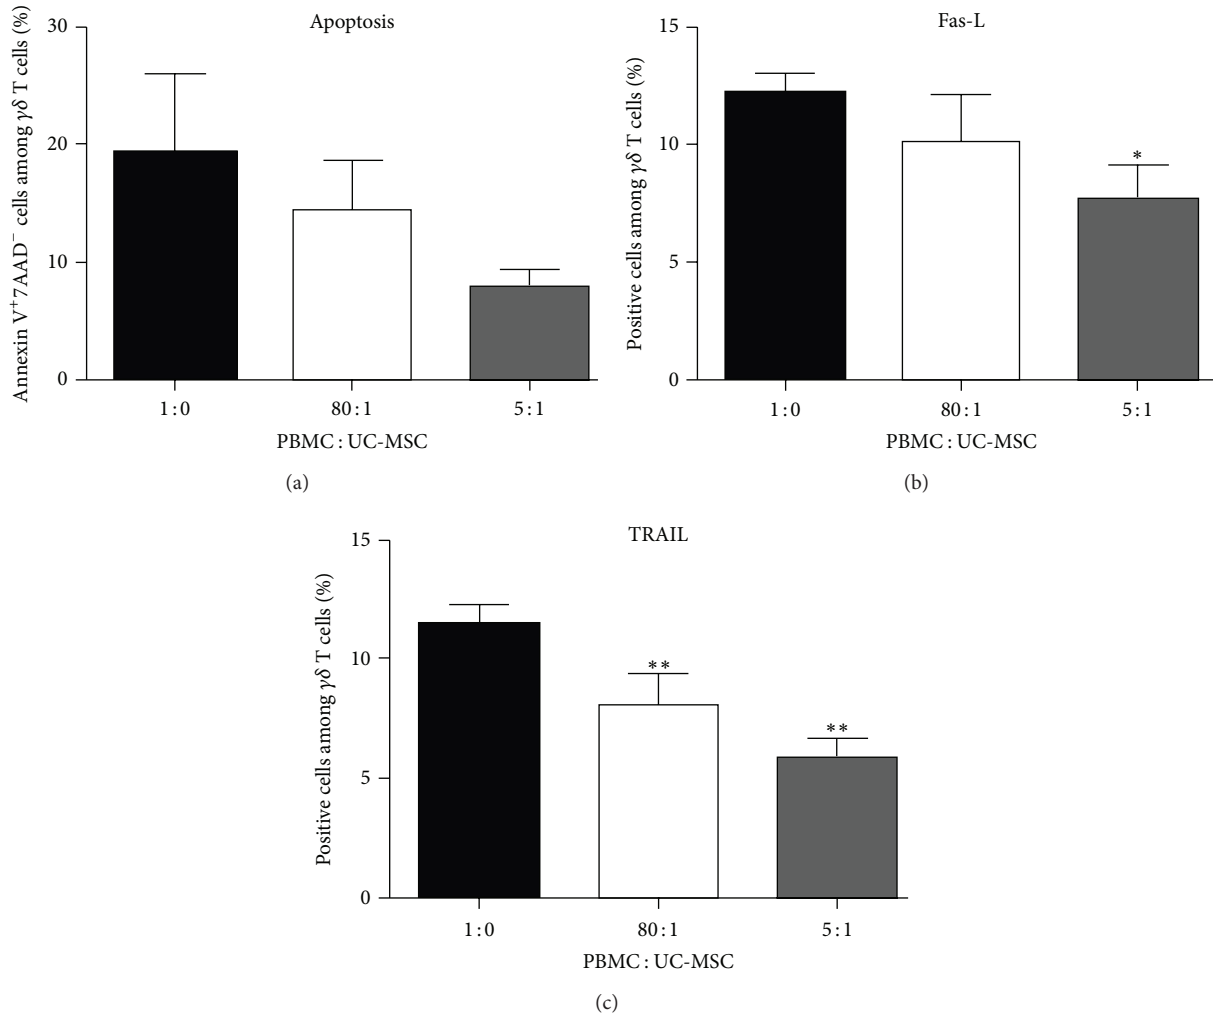 Apoptosis
Annexin V⁺7AAD⁻ cells among γδ T cells (%)
30
20
10
0
1:0 80:1 5:1
PBMC:UC-MSC
(a)
Fas-L
Positive cells among γδ T cells (%)
15
10
5
0
*
1:0 80:1 5:1
PBMC:UC-MSC
(b)
TRAIL
Positive cells among γδ T cells (%)
15
10
5
0
**
**
1:0 80:1 5:1
PBMC:UC-MSC
(c)